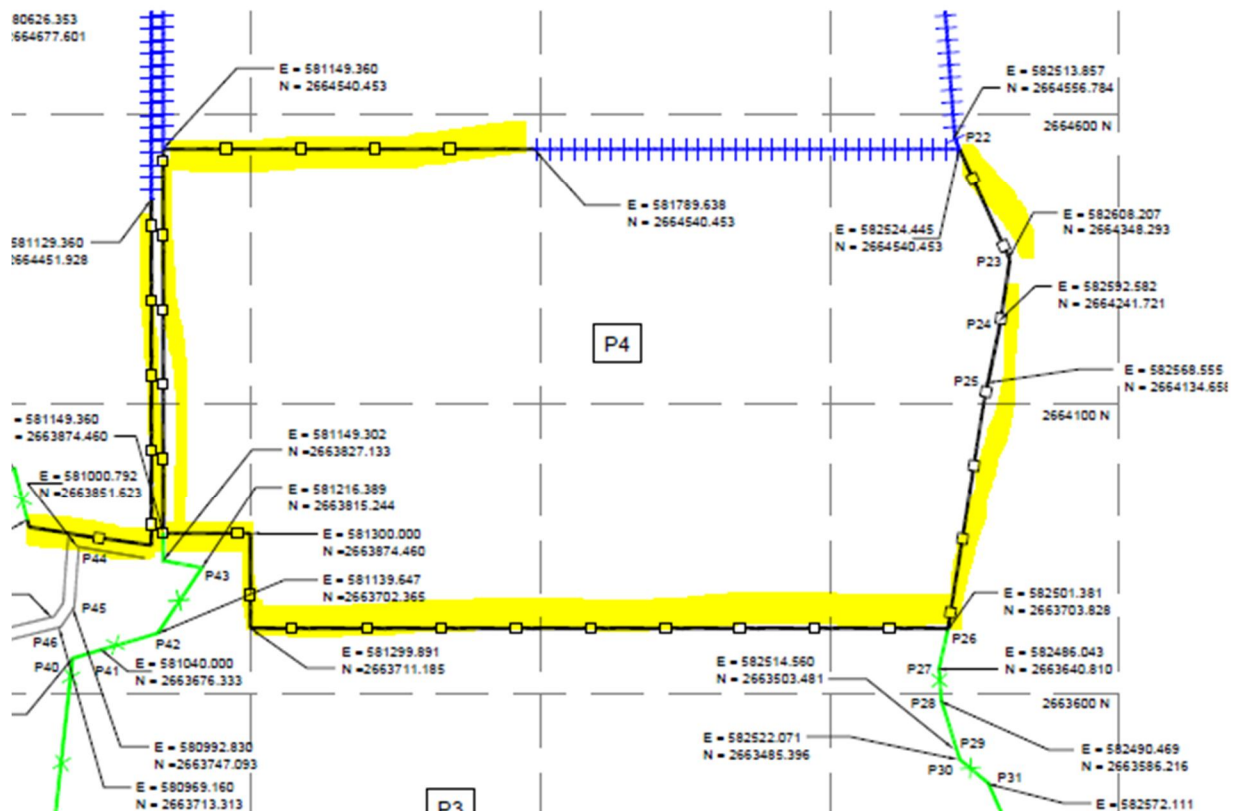 80626.353
2664677.601
E = 581149.360
N = 2664540.453
E = 582513.857
N = 2664556.784
2664600 N
P22
E = 581789.638
N = 2664540.453
E = 582524.445
N = 2664540.453
E = 582608.207
N = 2664348.293
581129.360
2664451.928
P23
E = 582592.582
N = 2664241.721
P24
P4
P25
E = 582568.555
N = 2664134.658
2664100 N
= 581149.360
= 2663874.460
E = 581149.302
N =2663827.133
E = 581000.792
N =2663851.623
E = 581216.389
N =2663815.244
E = 581300.000
N =2663874.460
P44
P43
E = 581139.647
N =2663702.365
E = 582501.381
N =2663703.828
P45
P46
P42
P26
P40
P41
E = 581040.000
N = 2663676.333
E = 581299.891
N =2663711.185
E = 582514.560
N =2663503.481
P27
E = 582486.043
N =2663640.810
P28
2663600 N
E = 582522.071
N =2663485.396
P29
P30
P31
E = 582490.469
N = 2663586.216
E = 580992.830
N =2663747.093
E = 580969.160
N =2663713.313
P3
E = 582572.111